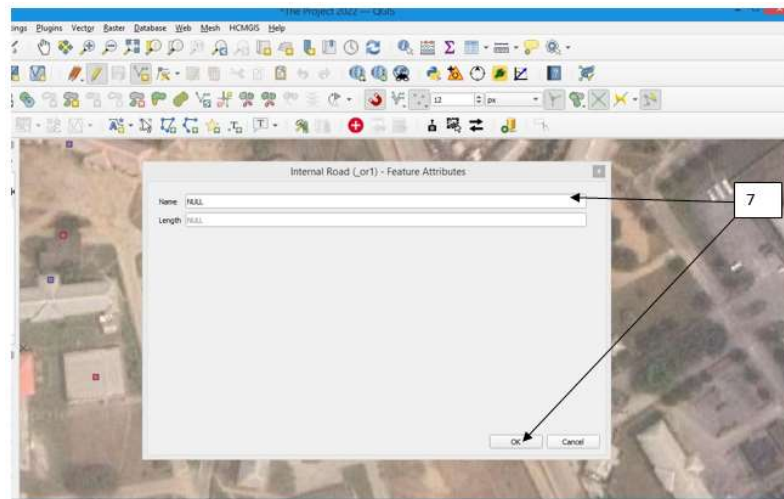 *The Project 2022 — QGIS
ings Plugins Vector Raster Database Web Mesh HCMGIS Help
12 px
Internal Road (_or1) - Feature Attributes
Name NULL
7
Length NULL
OK Cancel